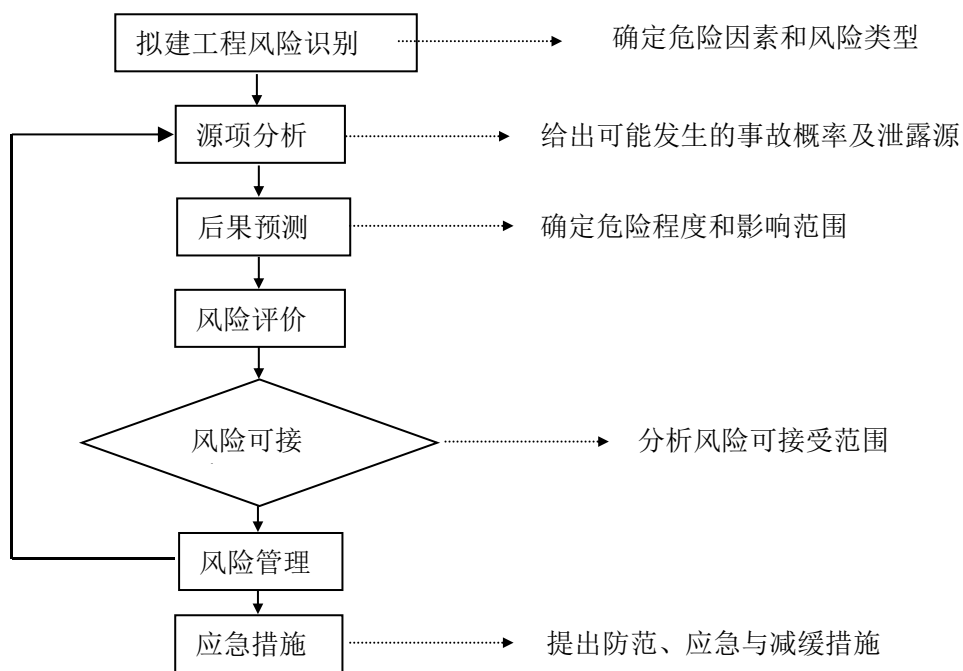 拟建工程风险识别
确定危险因素和风险类型
源项分析
给出可能发生的事故概率及泄露源
后果预测
确定危险程度和影响范围
风险评价
风险可接
分析风险可接受范围
风险管理
应急措施
提出防范、应急与减缓措施